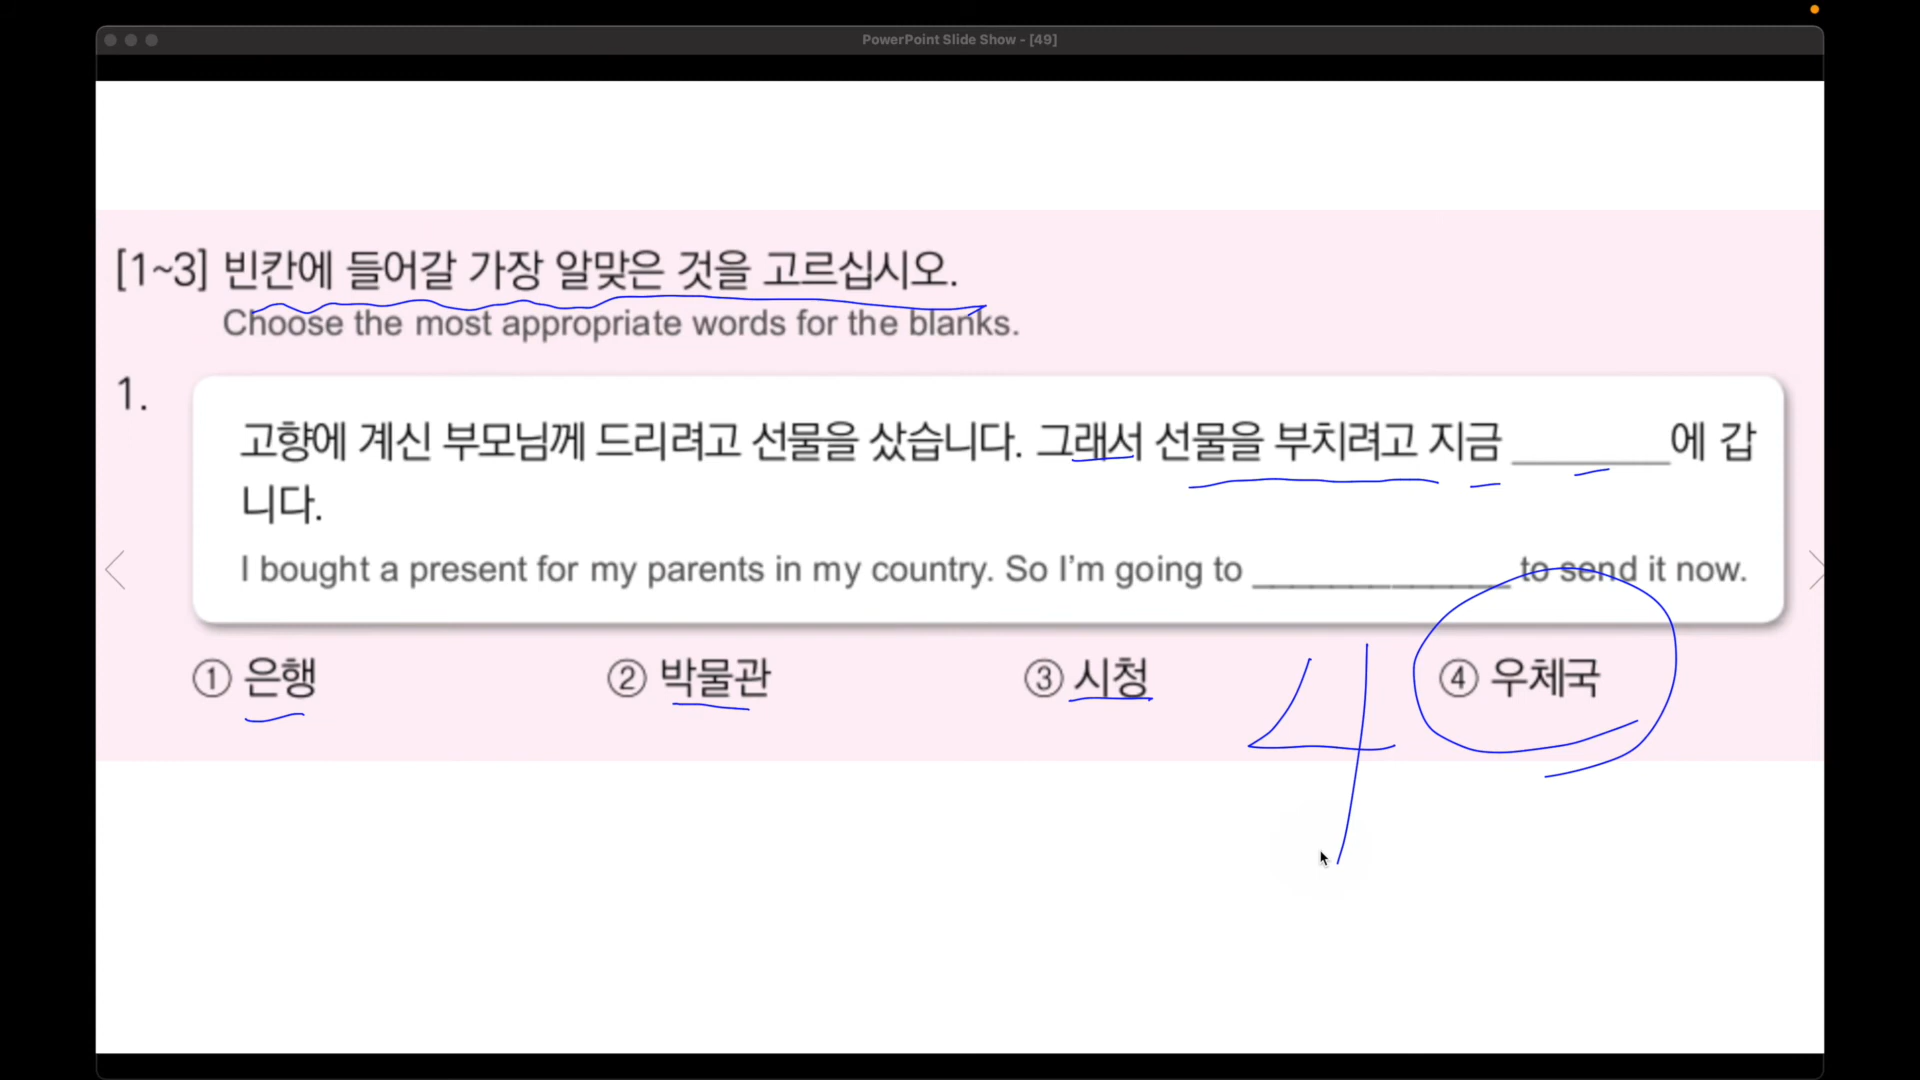 PowerPoint Slide Show - [49]
[1~3] 빈칸에 들어갈 가장 알맞은 것을 고르십시오.
Choose the most appropriate words for the blanks.
1.
고향에 계신 부모님께 드리려고 선물을 샀습니다. 그래서 선물을 부치려고 지금 ________에 갑
니다.
I bought a present for my parents in my country. So I'm going to ____________ to send it now.
① 은행 ② 박물관 ③ 시청 ④ 우체국
4